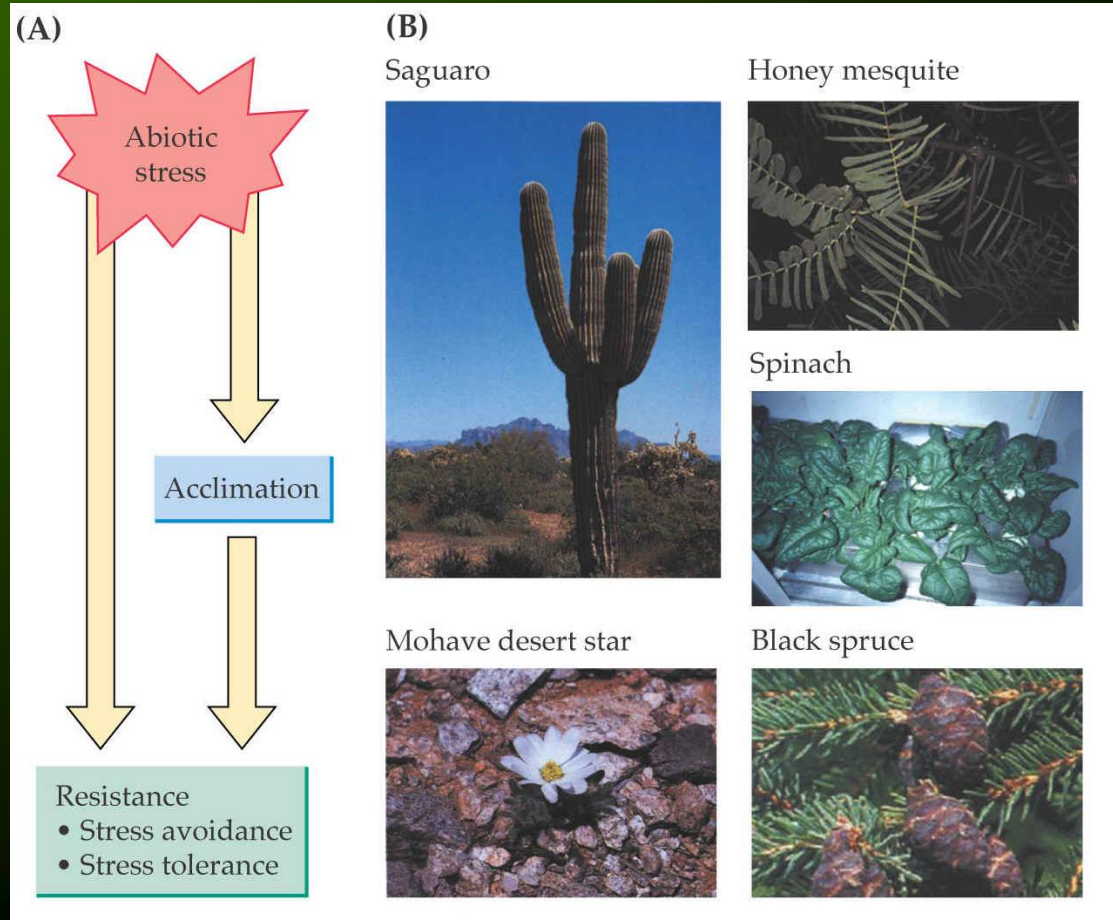 (A)
Abiotic
stress
Acclimation
Resistance
• Stress avoidance
• Stress tolerance
(B)
Saguaro
Honey mesquite
Spinach
Mohave desert star
Black spruce